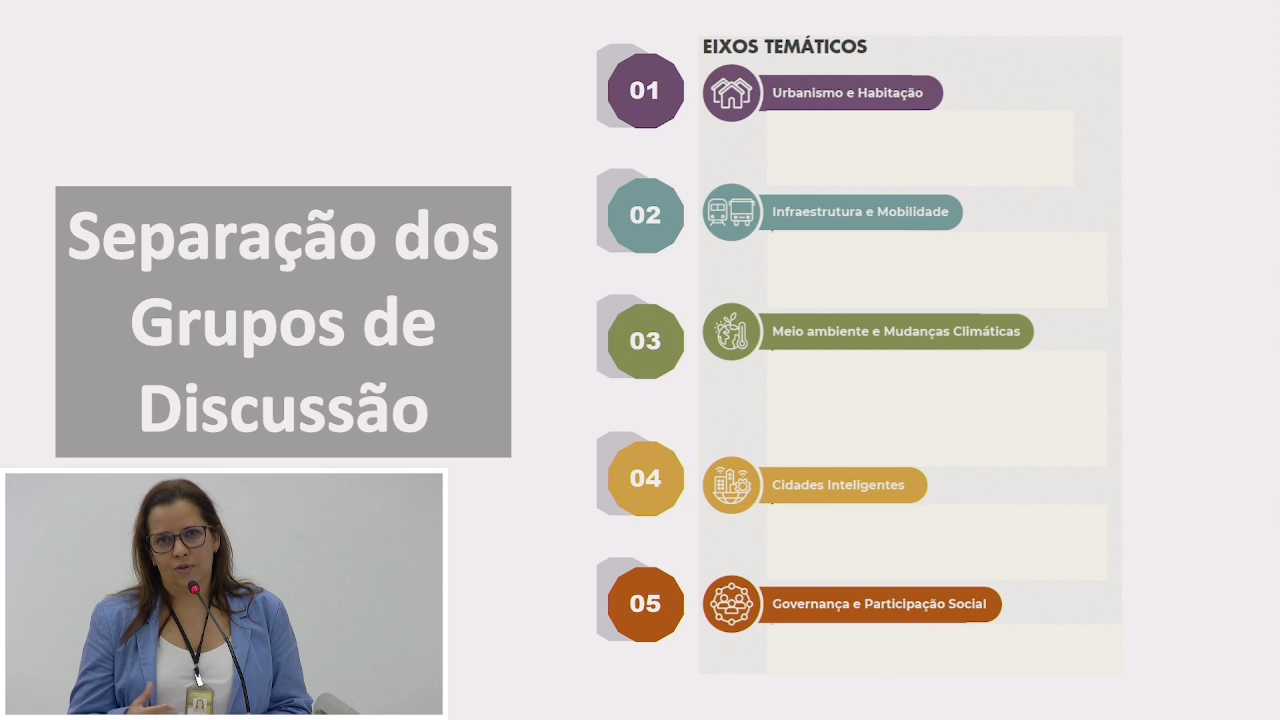 Separação dos
Grupos de
Discussão
EIXOS TEMÁTICOS
01
Urbanismo e Habitação
02
Infraestrutura e Mobilidade
03
Meio ambiente e Mudanças Climáticas
04
Cidades Inteligentes
05
Governança e Participação Social